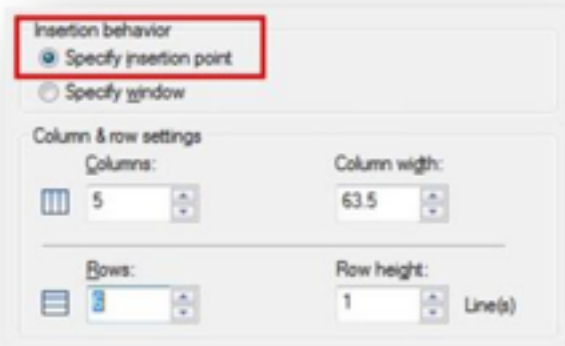 Insertion behavior
Specify insertion point
Specify window
Column & row settings
Columns: Column width:
5 63.5
Rows: Row height:
1 Line(s)